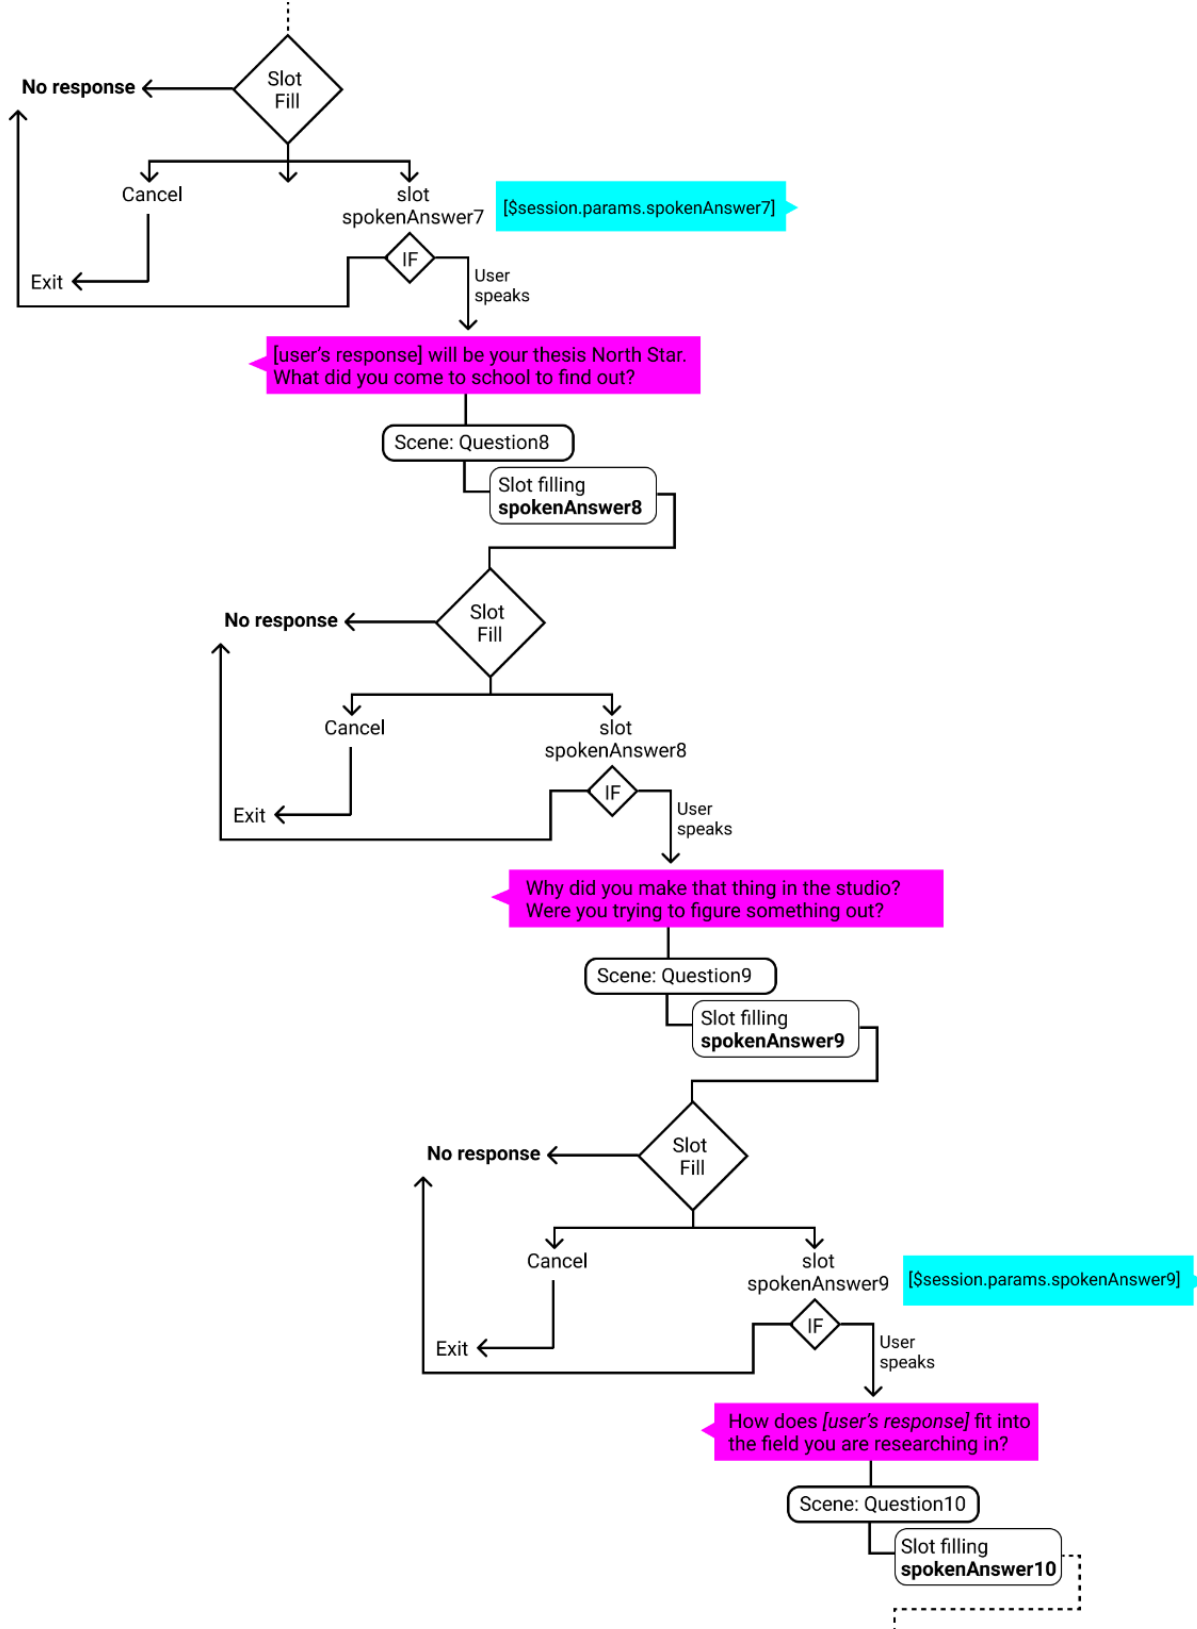 Slot
Fill
No response
Cancel
slot
spokenAnswer7
[$session.params.spokenAnswer7]
IF
User
speaks
Exit
[user's response] will be your thesis North Star.
What did you come to school to find out?
Scene: Question8
Slot filling
spokenAnswer8
Slot
Fill
No response
Cancel
slot
spokenAnswer8
IF
User
speaks
Exit
Why did you make that thing in the studio?
Were you trying to figure something out?
Scene: Question9
Slot filling
spokenAnswer9
Slot
Fill
No response
Cancel
slot
spokenAnswer9
[$session.params.spokenAnswer9]
IF
User
speaks
Exit
How does [user's response] fit into
the field you are researching in?
Scene: Question10
Slot filling
spokenAnswer10